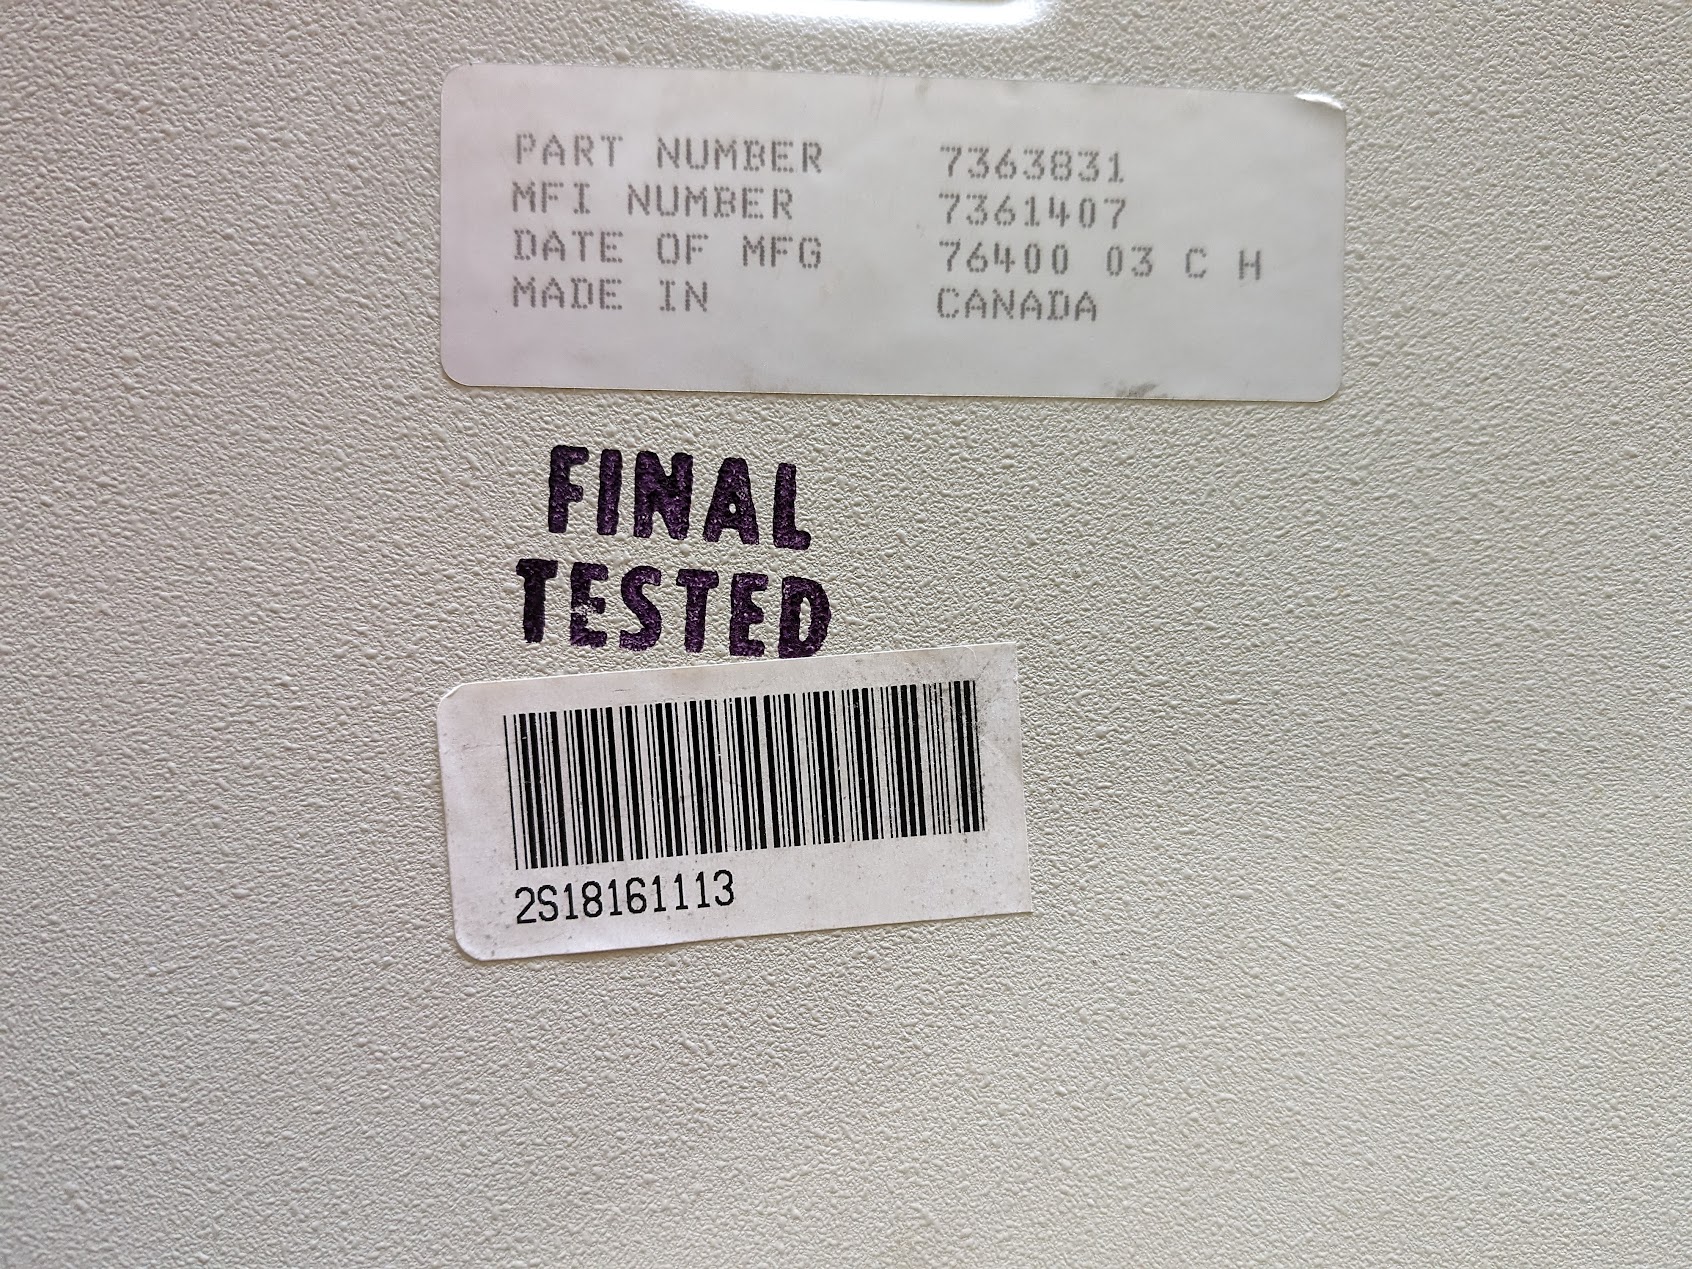 PART NUMBER 7363831
MFI NUMBER 7361407
DATE OF MFG 76400 03 C H
MADE IN CANADA
FINAL
TESTED
2S18161113